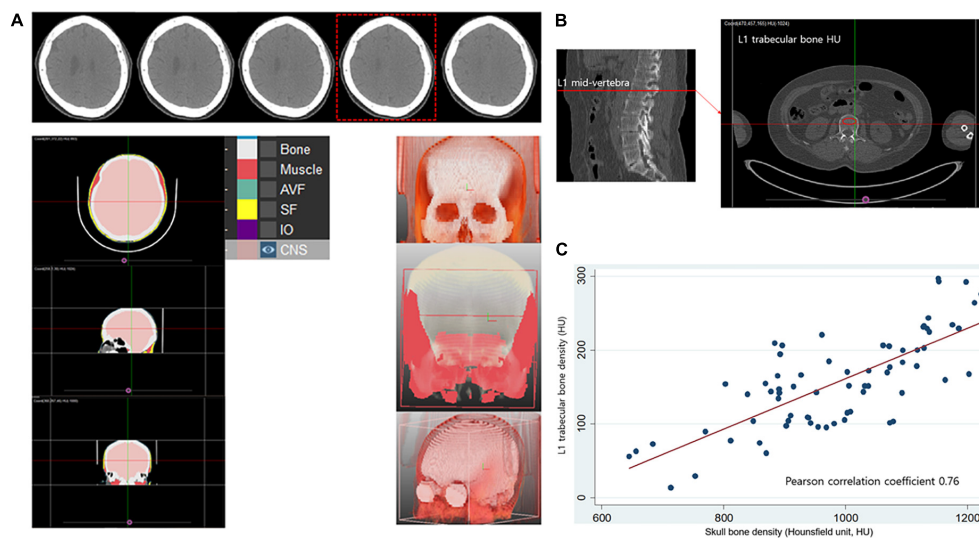 A
Bone
Muscle
AVF
SF
IO
CNS
B
L1 mid-vertebra
L1 trabecular bone HU
C
L1 trabecular bone density (HU)
300
200
100
0
Pearson correlation coefficient 0.76
600
800
1000
1200
Skull bone density (Hounsfield unit, HU)